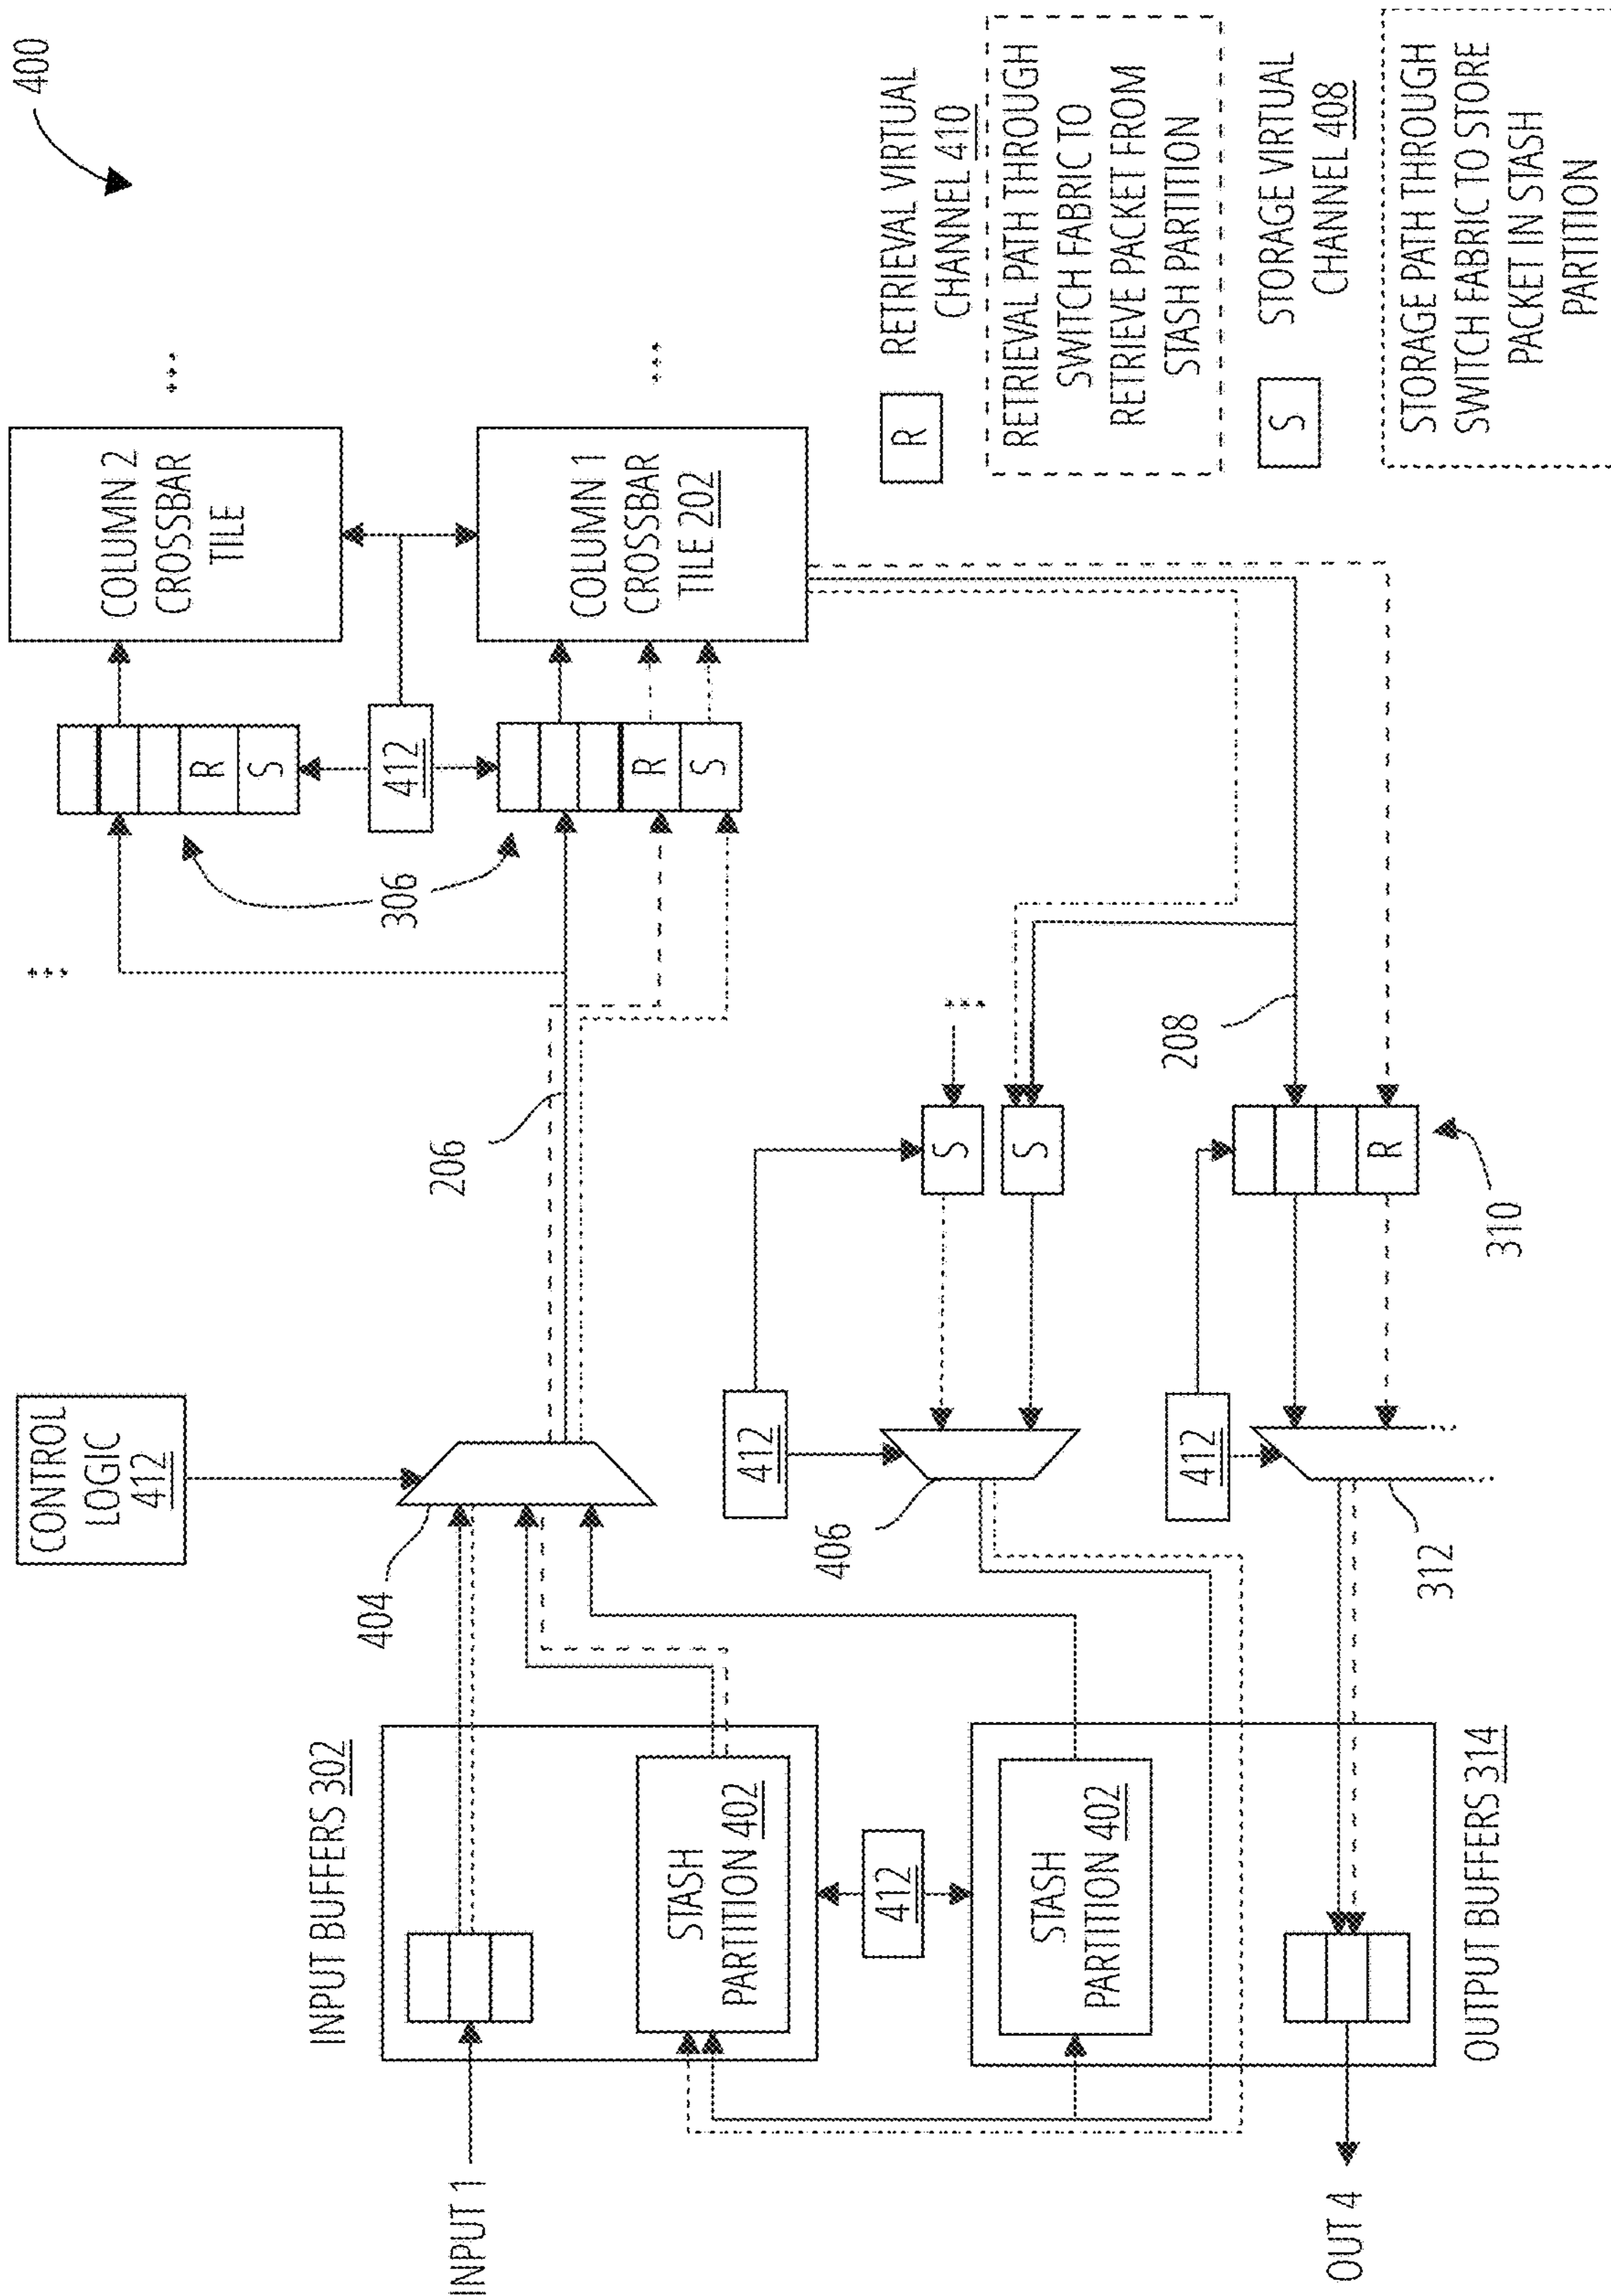 400
CONTROL
LOGIC
412
404
206
306
COLUMN 2
CROSSBAR
TILE
R
S
412
COLUMN 1
CROSSBAR
TILE 202
R
S
INPUT BUFFERS 302
INPUT 1
STASH
PARTITION 402
412
STASH
PARTITION 402
OUTPUT BUFFERS 314
OUT 4
412
406
S
S
412
312
R
310
208
R
RETRIEVAL VIRTUAL
CHANNEL 410
RETRIEVAL PATH THROUGH
SWITCH FABRIC TO
RETRIEVE PACKET FROM
STASH PARTITION
S
STORAGE VIRTUAL
CHANNEL 408
STORAGE PATH THROUGH
SWITCH FABRIC TO STORE
PACKET IN STASH
PARTITION